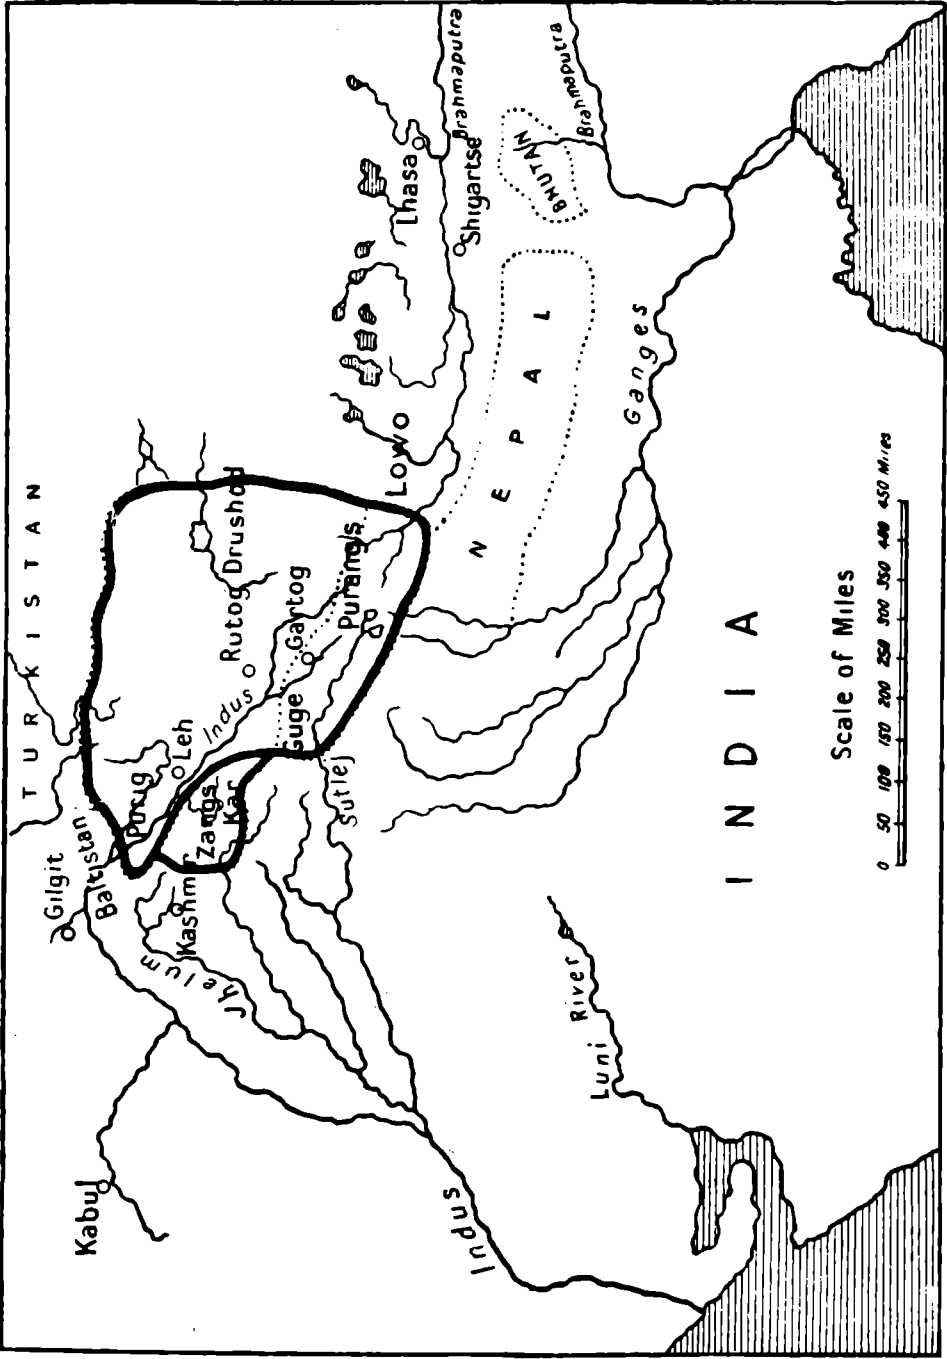 TURKISTAN
Gilgit
Baltistan
Purig
Leh
Indus
Rutog
Drushod
Kabul
Jhelum
Kashmir
Zangs
Kar
Guge
Gartog
Purangs
Lowo
Lhasa
Shigartse
Brahmaputra
Sutlej
NEPAL
BHUTAIN
Brahmaputra
Indus
Luni River
Ganges
INDIA
Scale of Miles
0 50 100 150 200 250 300 350 400 450 Miles